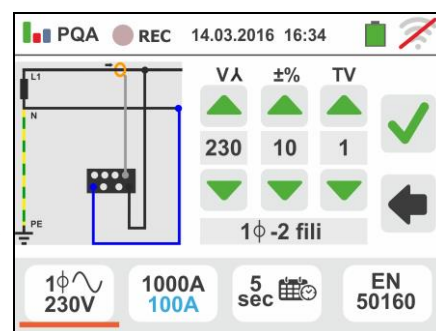 PQA REC 14.03.2016 16:34
L1
N
PE
V⅄ ±% TV
230 10 1
1ϕ-2 fili
1ϕ∿
230V
1000A
100A
5
sec
EN
50160